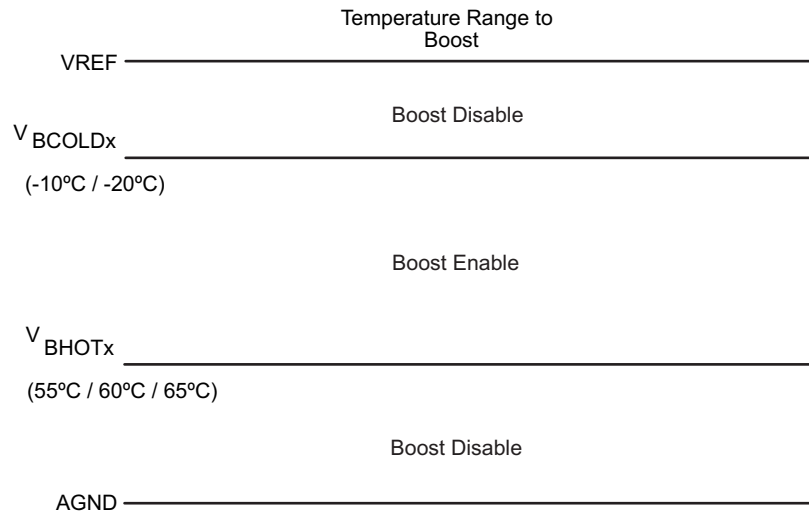 Temperature Range to
Boost
VREF
Boost Disable
V BCOLDx
(-10ºC / -20ºC)
Boost Enable
V BHOTx
(55ºC / 60ºC / 65ºC)
Boost Disable
AGND